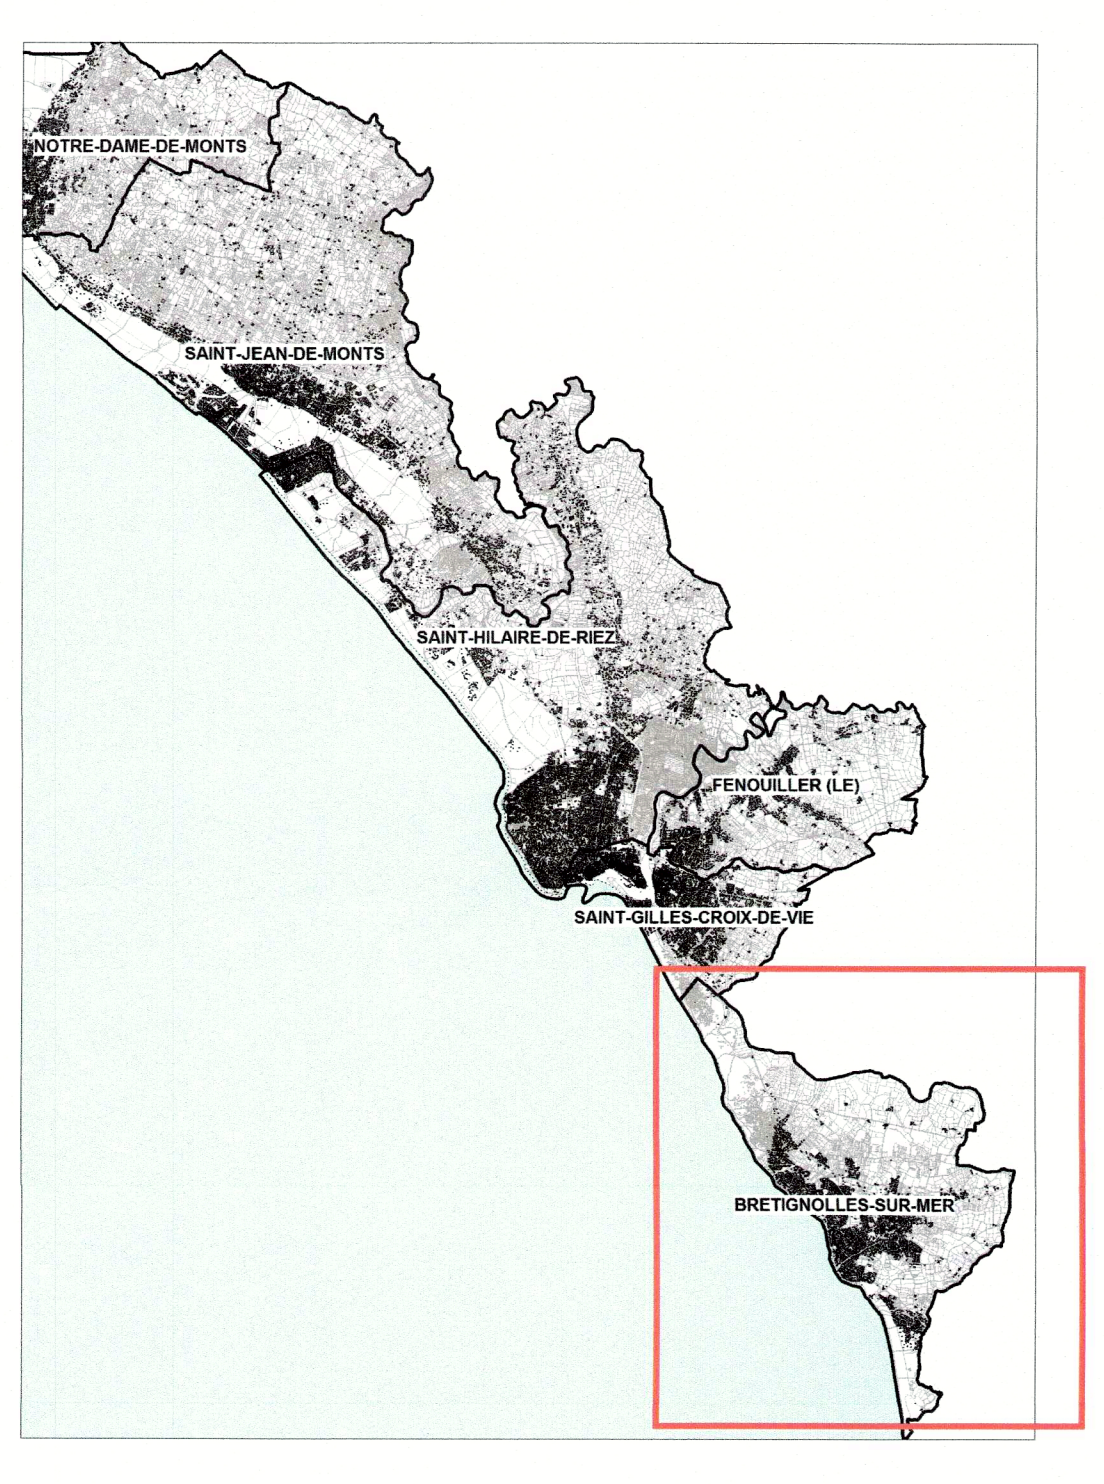 NOTRE-DAME-DE-MONTS
SAINT-JEAN-DE-MONTS
SAINT-HILAIRE-DE-RIEZ
FENOUILLER (LE)
SAINT-GILLES-CROIX-DE-VIE
BRETIGNOLLES-SUR-MER